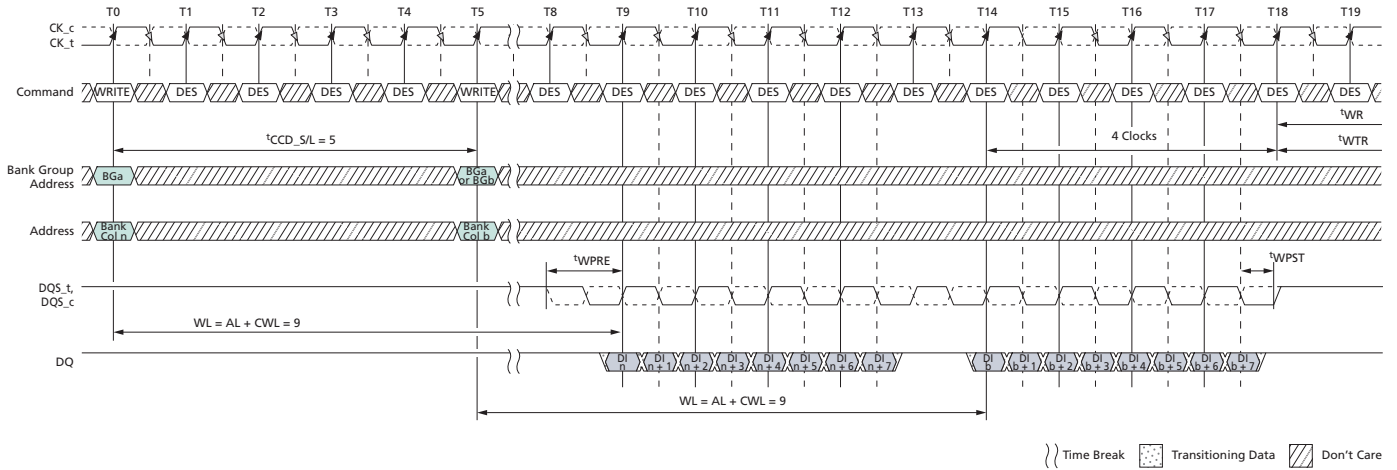 T0 T1 T2 T3 T4 T5 T8 T9 T10 T11 T12 T13 T14 T15 T16 T17 T18 T19
CK_c
CK_t
Command WRITE DES DES DES DES WRITE DES DES DES DES DES DES DES DES DES DES DES DES
tWR
tCCD_S/L = 5 4 Clocks tWTR
Bank Group
Address BGa BGa
or BGb
Address Bank
Col n Bank
Col b
tWPRE tWPST
DQS_t,
DQS_c
WL = AL + CWL = 9
DQ DI
n DI
n + 1 DI
n + 2 DI
n + 3 DI
n + 4 DI
n + 5 DI
n + 6 DI
n + 7 DI
b DI
b + 1 DI
b + 2 DI
b + 3 DI
b + 4 DI
b + 5 DI
b + 6 DI
b + 7
WL = AL + CWL = 9
Time Break Transitioning Data Don't Care